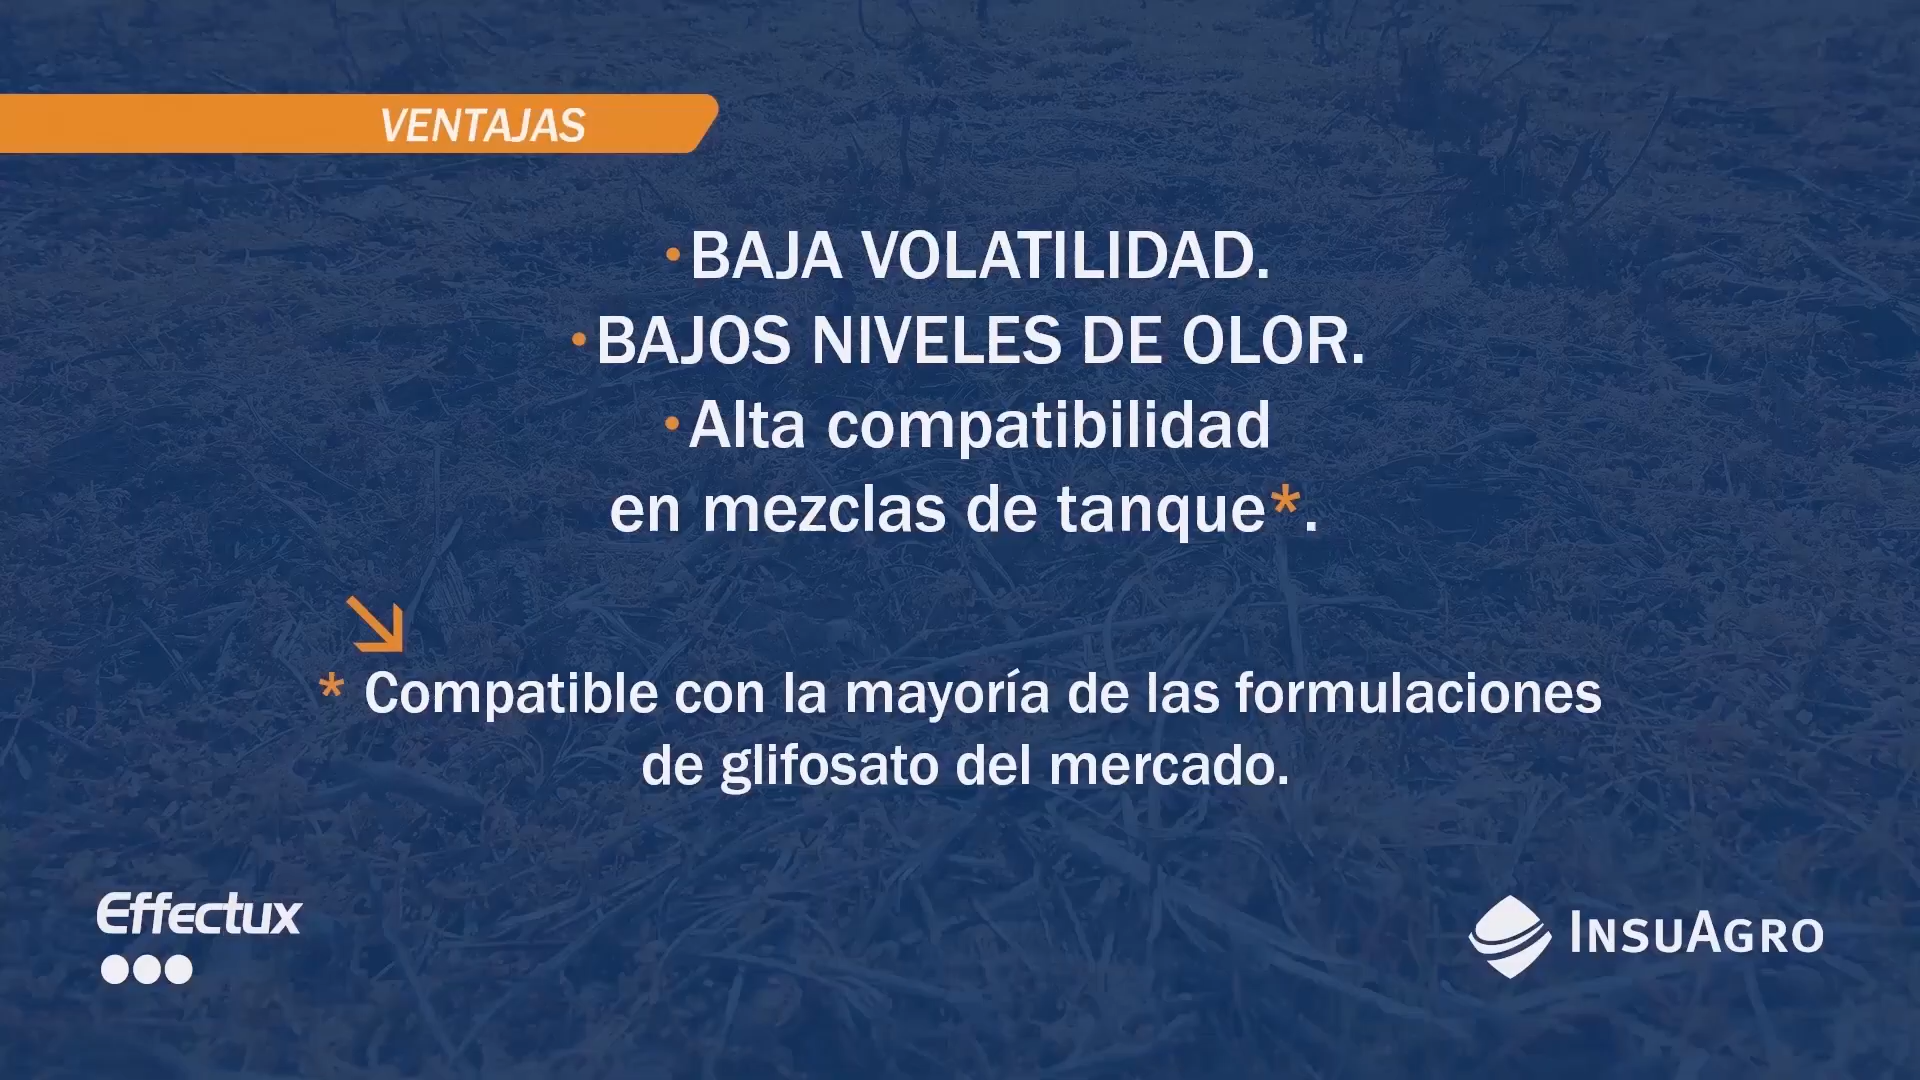 VENTAJAS
•BAJA VOLATILIDAD.
•BAJOS NIVELES DE OLOR.
•Alta compatibilidad
en mezclas de tanque*.
* Compatible con la mayoría de las formulaciones
de glifosato del mercado.
Effectux
INSUAGRO